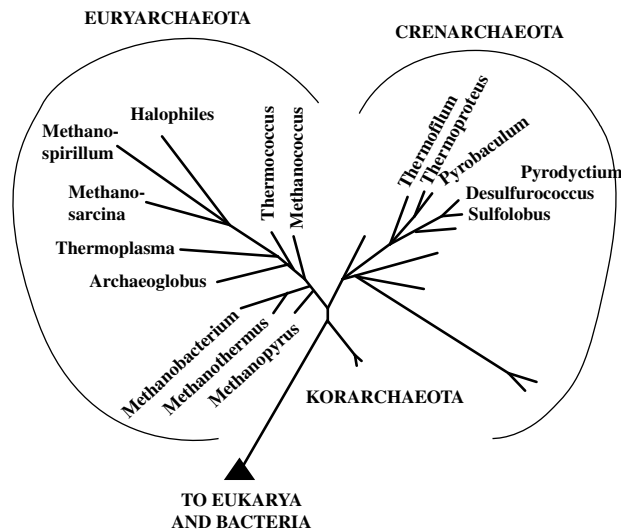 EURYARCHAEOTA
CRENARCHAEOTA
Halophiles
Methano-
spirillum
Methano-
sarcina
Thermoplasma
Archaeoglobus
Thermococcus
Methanococcus
Methanobacterium
Methanothermus
Methanopyrus
Thermofilum
Thermoproteus
Pyrobaculum
Pyrodyctium
Desulfurococcus
Sulfolobus
KORARCHAEOTA
TO EUKARYA
AND BACTERIA